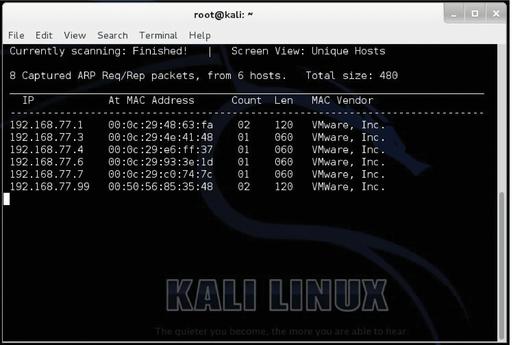 root@kali: ~
File Edit View Search Terminal Help
Currently scanning: Finished! | Screen View: Unique Hosts
8 Captured ARP Req/Rep packets, from 6 hosts. Total size: 480
IP At MAC Address Count Len MAC Vendor
192.168.77.1 00:0c:29:48:63:fa 02 120 VMware, Inc.
192.168.77.3 00:0c:29:4e:41:48 01 060 VMware, Inc.
192.168.77.4 00:0c:29:e6:ff:37 01 060 VMware, Inc.
192.168.77.6 00:0c:29:93:3e:1d 01 060 VMware, Inc.
192.168.77.7 00:0c:29:c0:74:7c 01 060 VMware, Inc.
192.168.77.99 00:50:56:85:35:48 02 120 VMWare, Inc.
KALI LINUX
The quieter you become, the more you are able to hear.